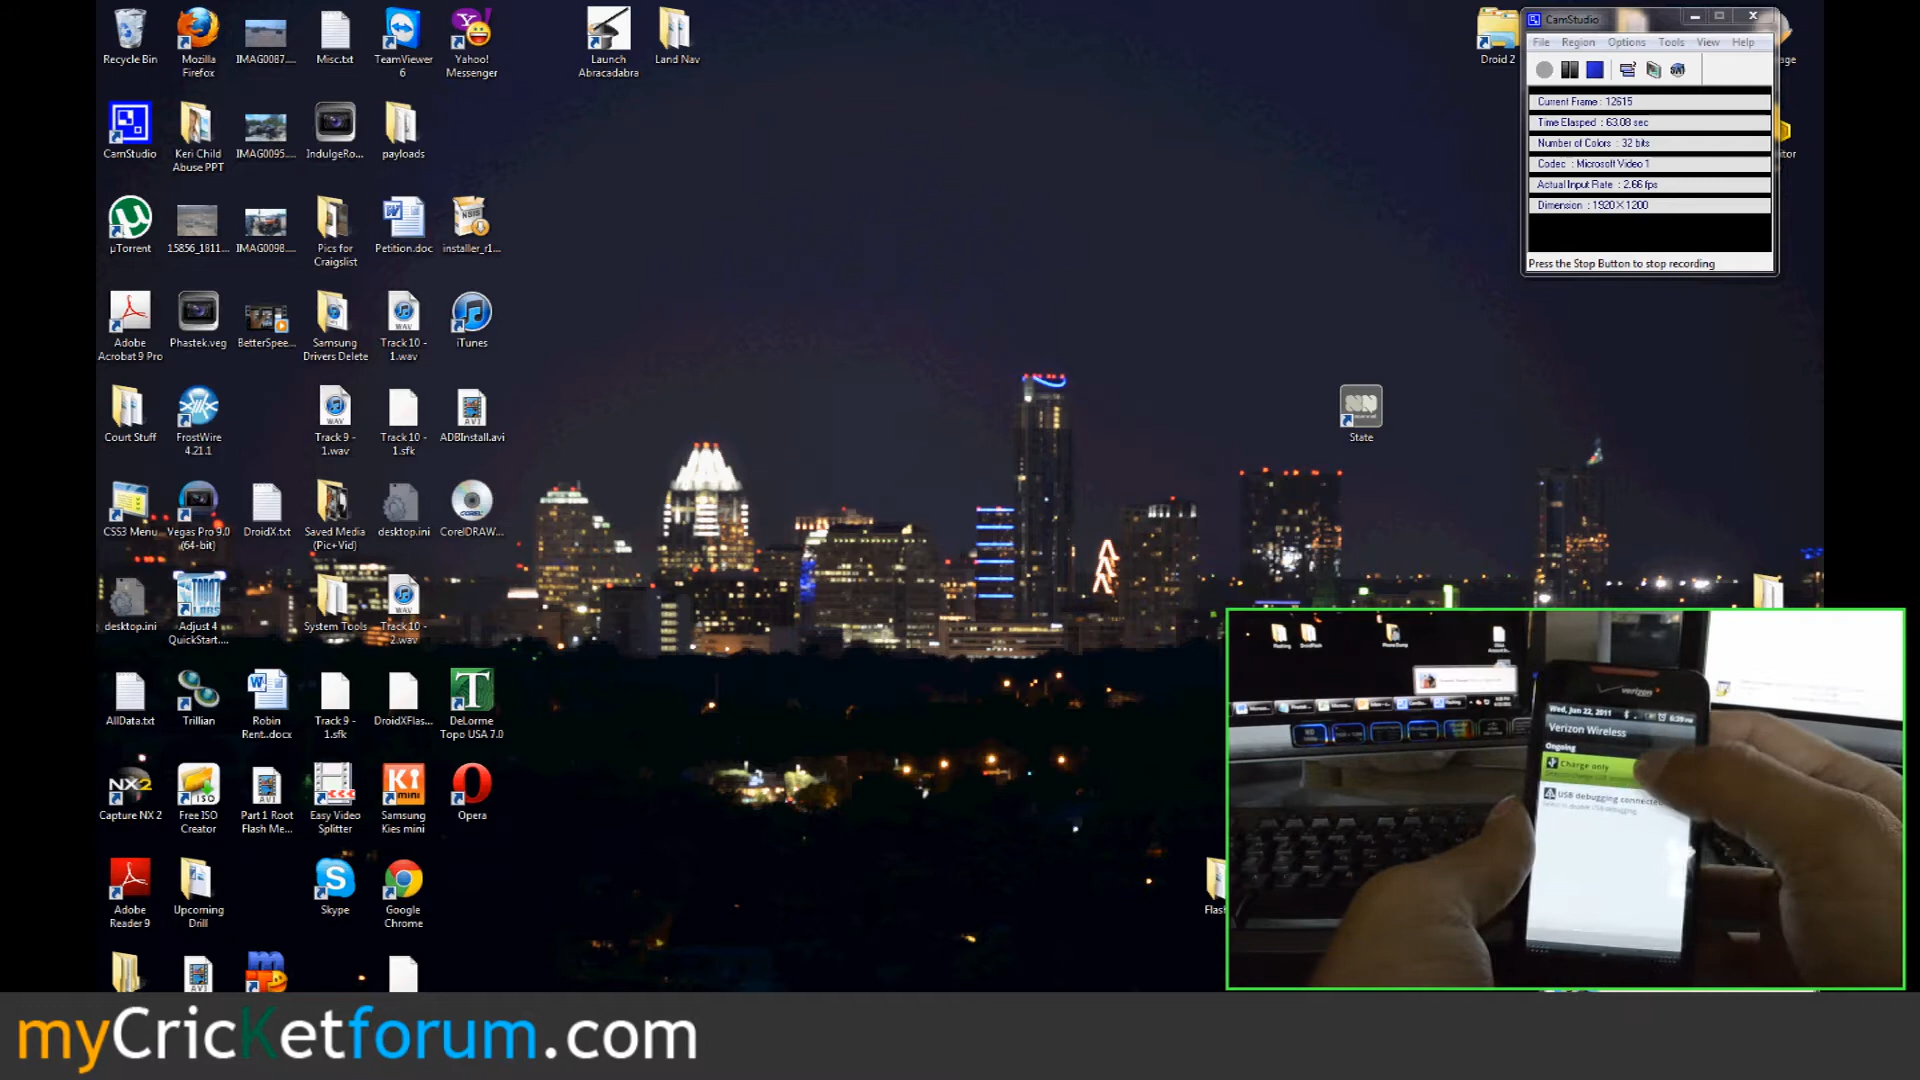 Recycle Bin
Mozilla
Firefox
IMAG0087....
Misc.txt
TeamViewer
6
Yahoo!
Messenger
Launch
Abracadabra
Land Nav
Droid 2
CamStudio
File Region Options Tools View Help
Current Frame : 12615
Time Elasped : 63.08 sec
Number of Colors : 32 bits
Codec : Microsoft Video 1
Actual Input Rate : 2.66 fps
Dimension : 1920X1200
Press the Stop Button to stop recording
CamStudio
Keri Child
Abuse PPT
IMAG0095....
IndulgeRo...
payloads
µTorrent
15856_1811...
IMAG0098....
Pics for
Craigslist
Petition.doc
installer_r1...
Adobe
Acrobat 9 Pro
Phastek.veg
BetterSpee...
Samsung
Drivers Delete
Track 10 -
1.wav
iTunes
Court Stuff
FrostWire
4.21.1
Track 9 -
1.wav
Track 10 -
1.sfk
ADBInstall.avi
State
CSS3 Menu
Vegas Pro 9.0
(64-bit)
DroidX.txt
Saved Media
(Pic+Vid)
desktop.ini
CorelDRAW...
desktop.ini
Adjust 4
QuickStart....
System Tools
Track 10 -
2.wav
AllData.txt
Trillian
Robin
Rent..docx
Track 9 -
1.sfk
DroidXFlas...
DeLorme
Topo USA 7.0
Capture NX 2
Free ISO
Creator
Part 1 Root
Flash Me...
Easy Video
Splitter
Samsung
Kies mini
Opera
Adobe
Reader 9
Upcoming
Drill
Skype
Google
Chrome
verizon
Wed, Jun 22, 2011
Verizon Wireless
Ongoing
Charge only
USB debugging connected
myCricKetforum.com